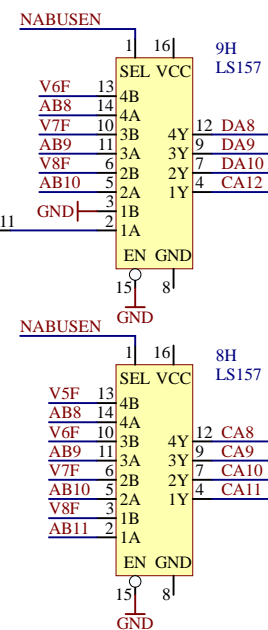 NABUSEN
1 16 9H
SEL VCC LS157
V6F 13 4B
AB8 14 4A
V7F 10 3B 4Y 12 DA8
AB9 11 3A 3Y 9 DA9
V8F 6 2B 2Y 7 DA10
AB10 5 2A 1Y 4 CA12
GND 3 1B
11 2 1A
EN GND
15 8
GND
NABUSEN
1 16 8H
SEL VCC LS157
V5F 13 4B
AB8 14 4A
V6F 10 3B 4Y 12 CA8
AB9 11 3A 3Y 9 CA9
V7F 6 2B 2Y 7 CA10
AB10 5 2A 1Y 4 CA11
V8F 3 1B
AB11 2 1A
EN GND
15 8
GND